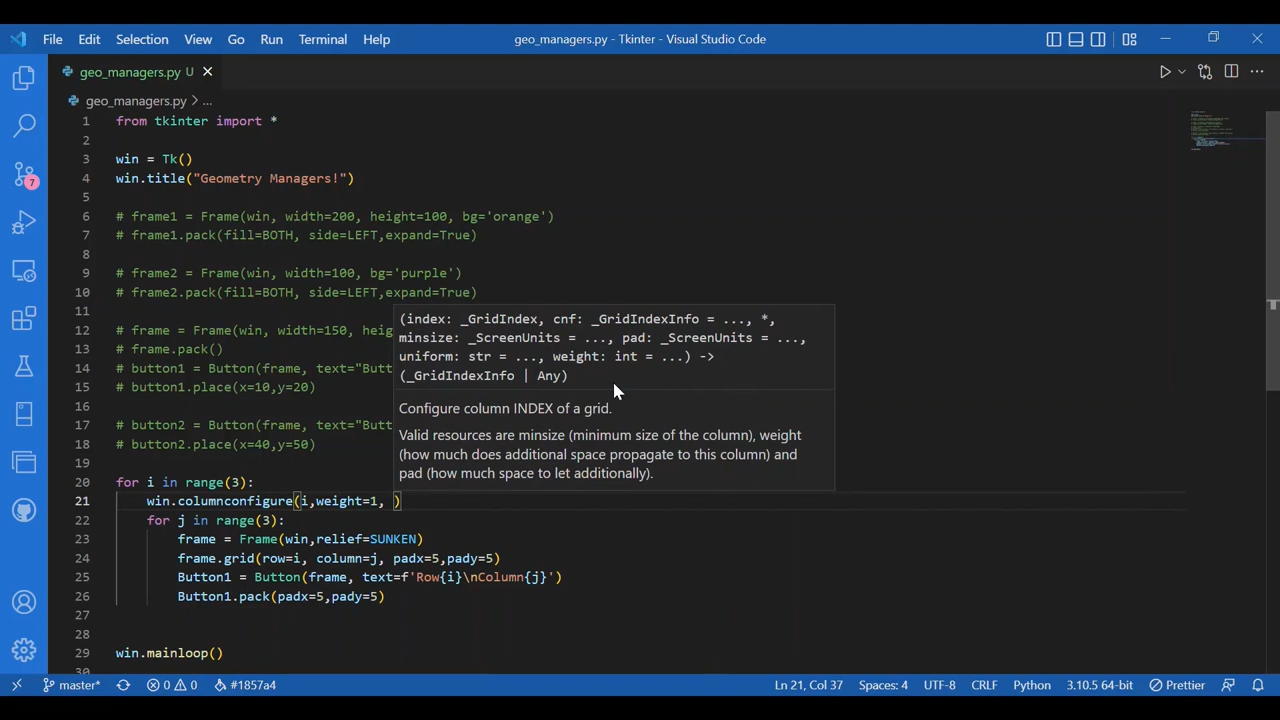 File Edit Selection View Go Run Terminal Help geo_managers.py - Tkinter - Visual Studio Code
geo_managers.py U
geo_managers.py > ...
1 from tkinter import *
2
3 win = Tk()
4 win.title("Geometry Managers!")
5
6 # frame1 = Frame(win, width=200, height=100, bg='orange')
7 # frame1.pack(fill=BOTH, side=LEFT,expand=True)
8
9 # frame2 = Frame(win, width=100, bg='purple')
10 # frame2.pack(fill=BOTH, side=LEFT,expand=True)
11
(index: _GridIndex, cnf: _GridIndexInfo = ..., *,
12 # frame = Frame(win, width=150, heig
minsize: _ScreenUnits = ..., pad: _ScreenUnits = ...,
13 # frame.pack()
uniform: str = ..., weight: int = ...) ->
14 # button1 = Button(frame, text="But
(_GridIndexInfo | Any)
15 # button1.place(x=10,y=20)
16
Configure column INDEX of a grid.
17 # button2 = Button(frame, text="But
Valid resources are minsize (minimum size of the column), weight
18 # button2.place(x=40,y=50)
(how much does additional space propagate to this column) and
19
pad (how much space to let additionally).
20 for i in range(3):
21 win.columnconfigure(i,weight=1, )
22 for j in range(3):
23 frame = Frame(win,relief=SUNKEN)
24 frame.grid(row=i, column=j, padx=5,pady=5)
25 Button1 = Button(frame, text=f'Row{i}\nColumn{j}')
26 Button1.pack(padx=5,pady=5)
27
28
29 win.mainloop()
30
7
master* 0 0 #1857a4 Ln 21, Col 37 Spaces: 4 UTF-8 CRLF Python 3.10.5 64-bit Prettier